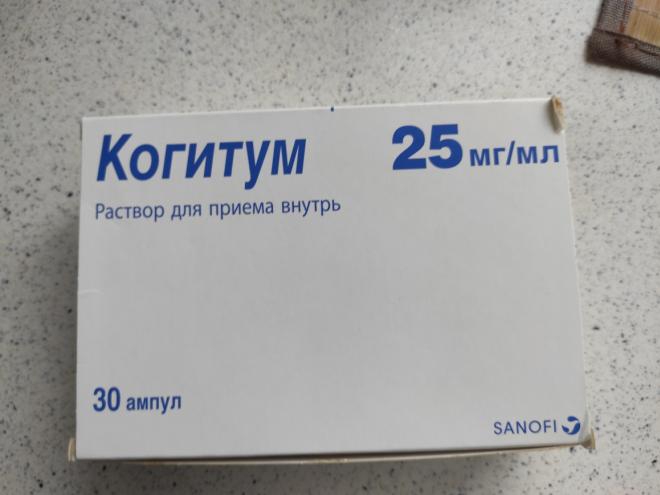 Когитум 25 мг/мл
Раствор для приема внутрь
30 ампул
SANOFI